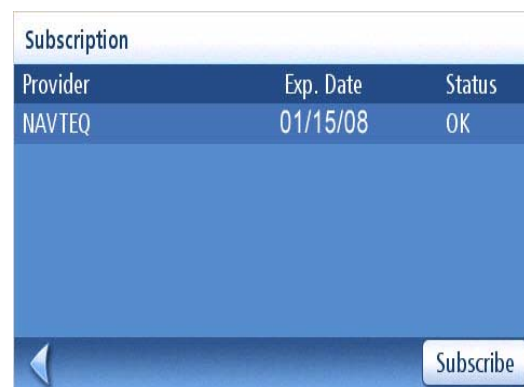 Subscription
Provider Exp. Date Status
NAVTEQ 01/15/08 OK
Subscribe